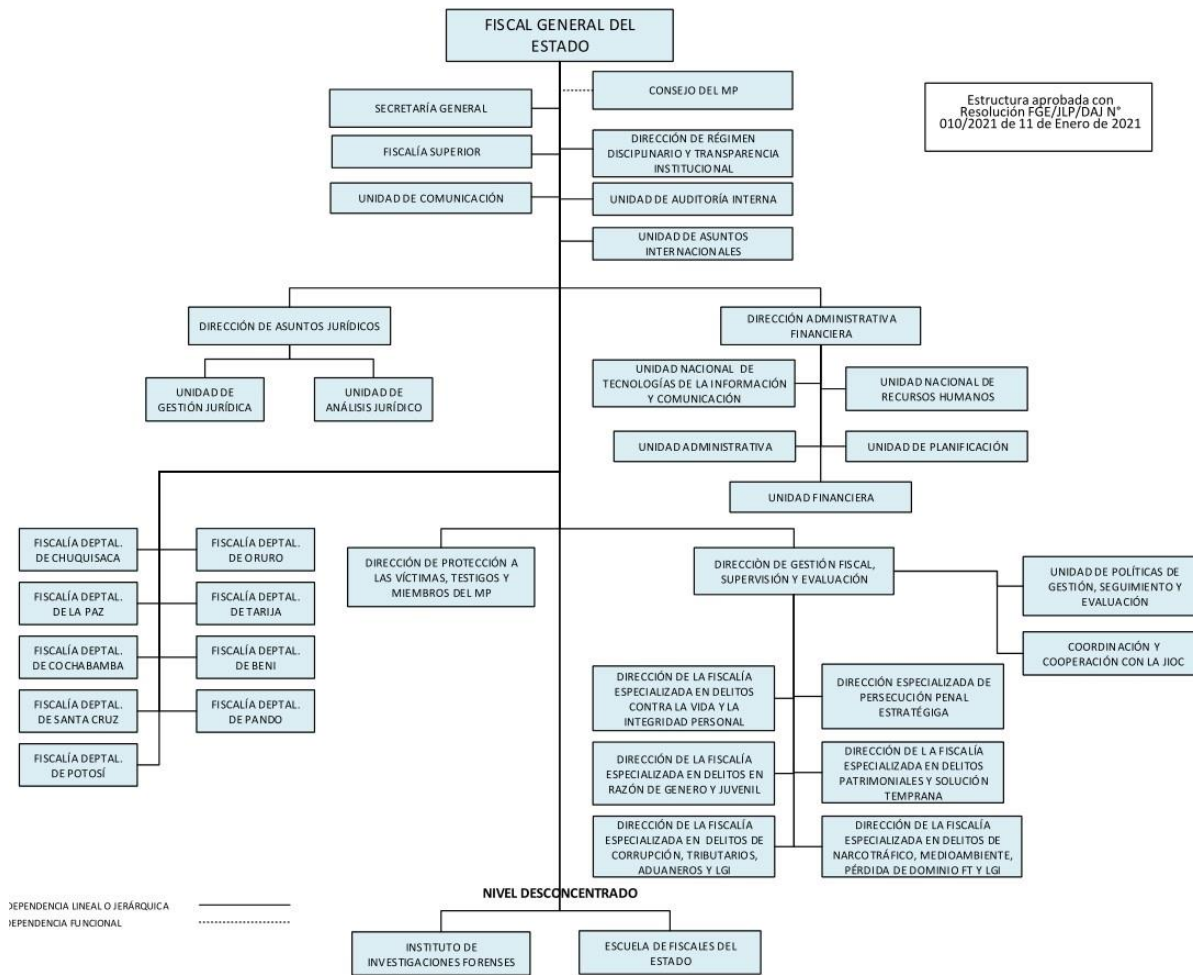 FISCAL GENERAL DEL
ESTADO
CONSEJO DEL MP
SECRETARÍA GENERAL
Estructura aprobada con
Resolución FGE/JLP/DAJ N°
010/2021 de 11 de Enero de 2021
FISCALÍA SUPERIOR
DIRECCIÓN DE RÉGIMEN
DISCIPLINARIO Y TRANSPARENCIA
INSTITUCIONAL
UNIDAD DE COMUNICACIÓN
UNIDAD DE AUDITORÍA INTERNA
UNIDAD DE ASUNTOS
INTERNACIONALES
DIRECCIÓN DE ASUNTOS JURÍDICOS
DIRECCIÓN ADMINISTRATIVA
FINANCIERA
UNIDAD DE
GESTIÓN JURÍDICA
UNIDAD DE
ANÁLISIS JURÍDICO
UNIDAD NACIONAL DE
TECNOLOGÍAS DE LA INFORMACIÓN
Y COMUNICACIÓN
UNIDAD NACIONAL DE
RECURSOS HUMANOS
UNIDAD ADMINISTRATIVA
UNIDAD DE PLANIFICACIÓN
UNIDAD FINANCIERA
FISCALÍA DEPTAL.
DE CHUQUISACA
FISCALÍA DEPTAL.
DE ORURO
FISCALÍA DEPTAL.
DE LA PAZ
FISCALÍA DEPTAL.
DE TARIJA
FISCALÍA DEPTAL.
DE COCHABAMBA
FISCALÍA DEPTAL.
DE BENI
FISCALÍA DEPTAL.
DE SANTA CRUZ
FISCALÍA DEPTAL.
DE PANDO
FISCALÍA DEPTAL.
DE POTOSÍ
DIRECCIÓN DE PROTECCIÓN A
LAS VÍCTIMAS, TESTIGOS Y
MIEMBROS DEL MP
DIRECCIÒN DE GESTIÓN FISCAL,
SUPERVISIÓN Y EVALUACIÓN
UNIDAD DE POLÍTICAS DE
GESTIÓN, SEGUIMIENTO Y
EVALUACIÓN
COORDINACIÓN Y
COOPERACIÓN CON LA JIOC
DIRECCIÓN DE LA FISCALÍA
ESPECIALIZADA EN DELITOS
CONTRA LA VIDA Y LA
INTEGRIDAD PERSONAL
DIRECCIÓN ESPECIALIZADA DE
PERSECUCIÓN PENAL
ESTRATÉGIGA
DIRECCIÓN DE LA FISCALÍA
ESPECIALIZADA EN DELITOS EN
RAZÓN DE GENERO Y JUVENIL
DIRECCIÓN DE L A FISCALÍA
ESPECIALIZADA EN DELITOS
PATRIMONIALES Y SOLUCIÓN
TEMPRANA
DIRECCIÓN DE LA FISCALÍA
ESPECIALIZADA EN DELITOS DE
CORRUPCIÓN, TRIBUTARIOS,
ADUANEROS Y LGI
DIRECCIÓN DE LA FISCALÍA
ESPECIALIZADA EN DELITOS DE
NARCOTRÁFICO, MEDIOAMBIENTE,
PÉRDIDA DE DOMINIO FT Y LGI
NIVEL DESCONCENTRADO
DEPENDENCIA LINEAL O JERÁRQUICA
DEPENDENCIA FUNCIONAL
INSTITUTO DE
INVESTIGACIONES FORENSES
ESCUELA DE FISCALES DEL
ESTADO